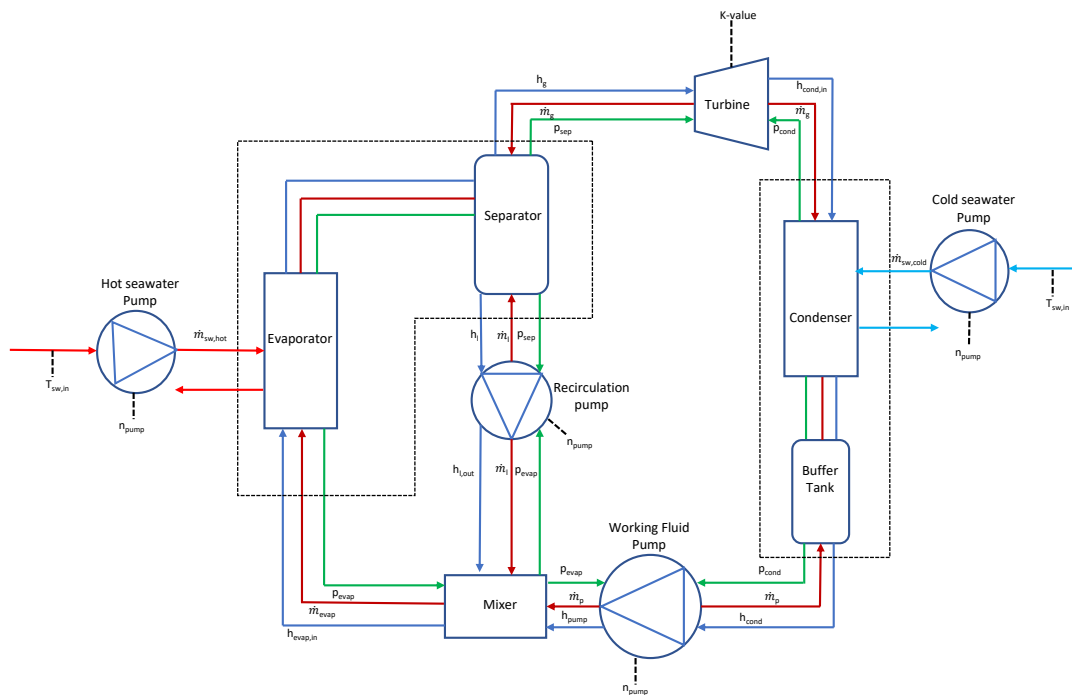 K-value
h_g
h_cond,in
Turbine
ṁ_g
ṁ_g
p_sep
p_cond
Separator
Cold seawater
Pump
ṁ_sw,cold
Hot seawater
Pump
T_sw,in
Condenser
ṁ_sw,hot
h_l
ṁ_l
p_sep
Evaporator
n_pump
T_sw,in
Recirculation
pump
n_pump
n_pump
h_l,out
ṁ_l
p_evap
Buffer
Tank
Working Fluid
Pump
p_evap
p_cond
p_evap
ṁ_p
ṁ_p
Mixer
ṁ_evap
h_pump
h_cond
h_evap,in
n_pump